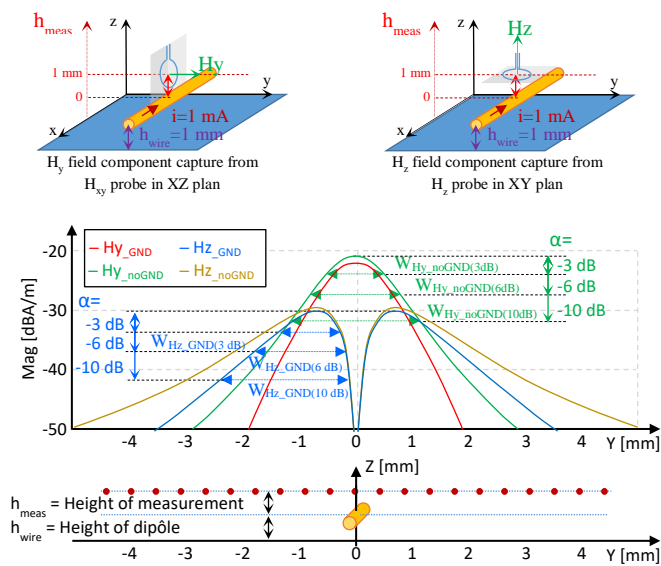 h_meas z
Hy
1 mm y
0
x i=1 mA
h_wire =1 mm
H_y field component capture from
H_xy probe in XZ plan
h_meas z Hz
1 mm y
0
x i=1 mA
h_wire =1 mm
H_z field component capture from
H_z probe in XY plan
– Hy_GND – Hz_GND
– Hy_noGND – Hz_noGND
α=
-3 dB
-6 dB
-10 dB
α=
-3 dB
-6 dB
-10 dB
W_Hy_noGND(3dB)
W_Hy_noGND(6dB)
W_Hy_noGND(10dB)
W_Hz_GND(3 dB)
W_Hz_GND(6 dB)
W_Hz_GND(10 dB)
Mag [dBA/m]
-20
-30
-40
-50
-4 -3 -2 -1 0 1 2 3 4 Y [mm]
Z [mm]
h_meas = Height of measurement
h_wire = Height of dipôle
-4 -3 -2 -1 0 1 2 3 4 Y [mm]